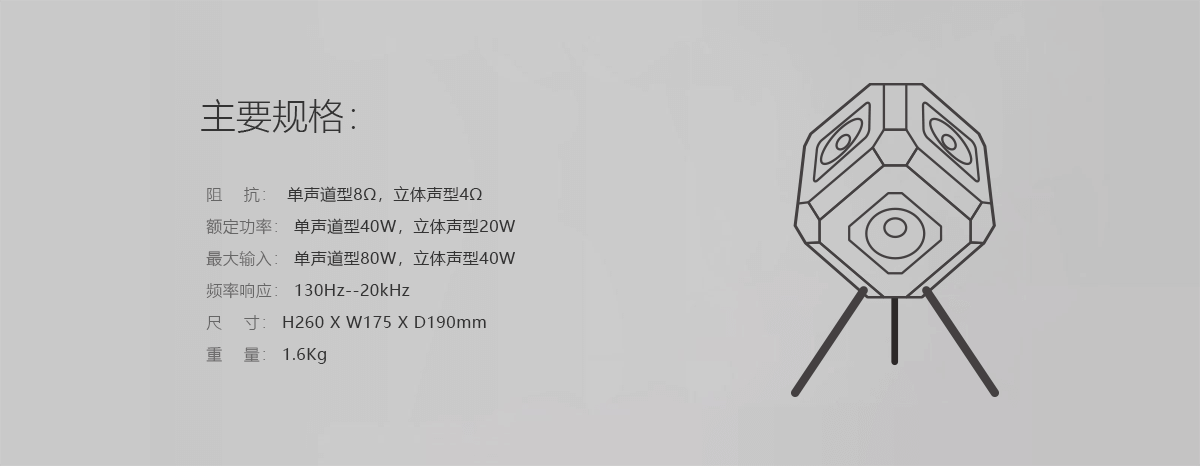 主要规格：
阻　抗：　单声道型8Ω，立体声型4Ω
额定功率：　单声道型40W，立体声型20W
最大输入：　单声道型80W，立体声型40W
频率响应：　130Hz--20kHz
尺　寸：　H260 X W175 X D190mm
重　量：　1.6Kg